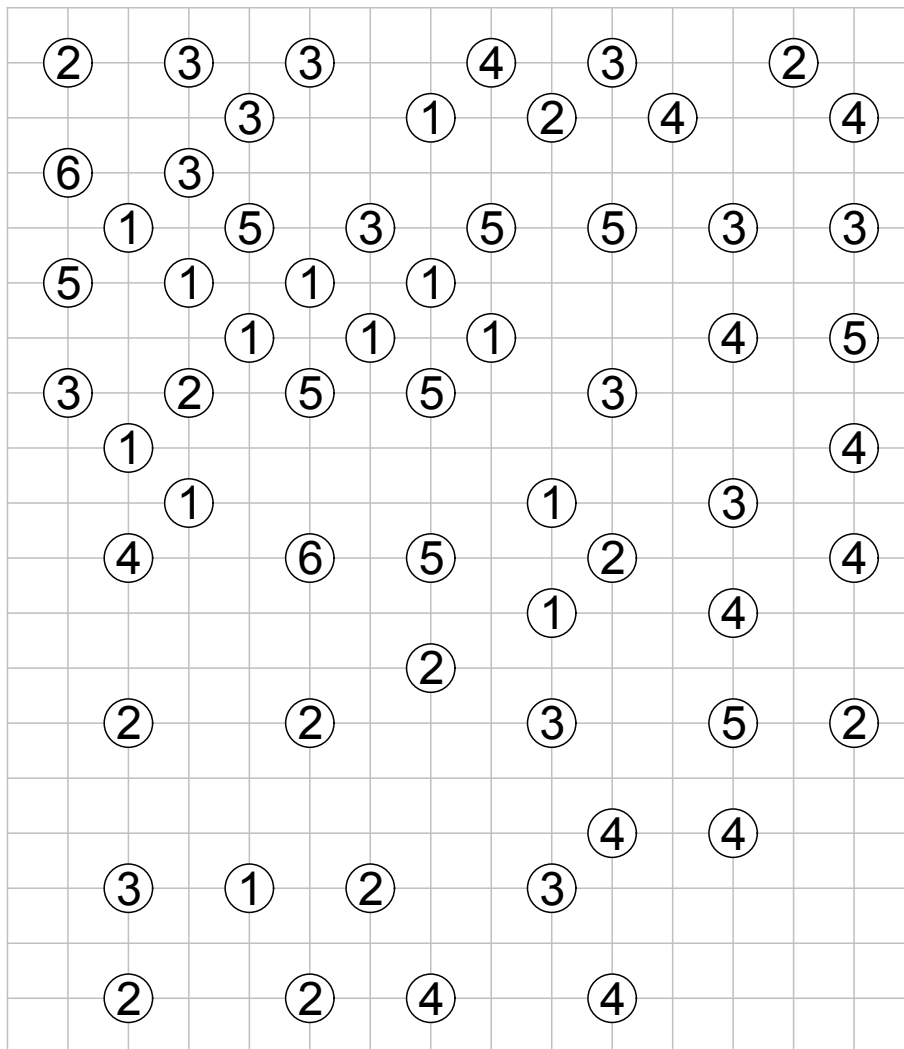 2 3 3 4 3 2
3 1 2 4 4
6 3
1 5 3 5 5 3 3
5 1 1 1
1 1 1 4 5
3 2 5 5 3
1 4
1 1 3
4 6 5 2 4
1 4
2
2 2 3 5 2
4 4
3 1 2 3
2 2 4 4